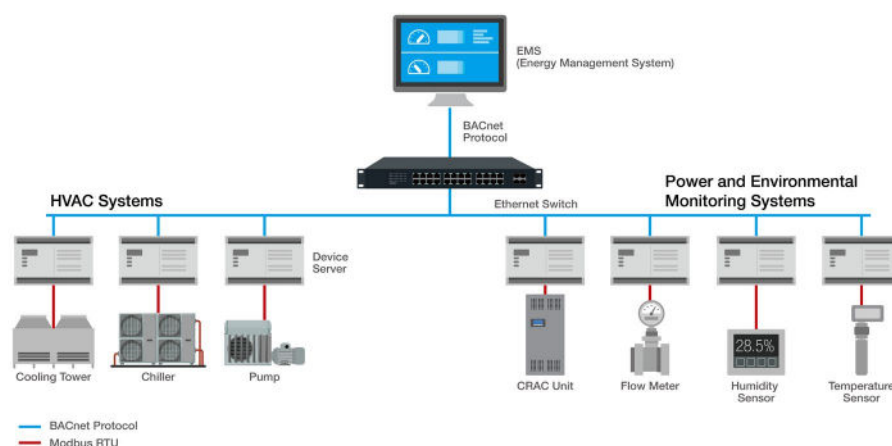 EMS
(Energy Management System)
BACnet
Protocol
HVAC Systems
Ethernet Switch
Power and Environmental
Monitoring Systems
Device
Server
28.5%
Cooling Tower
Chiller
Pump
CRAC Unit
Flow Meter
Humidity
Sensor
Temperature
Sensor
BACnet Protocol
Modbus RTU